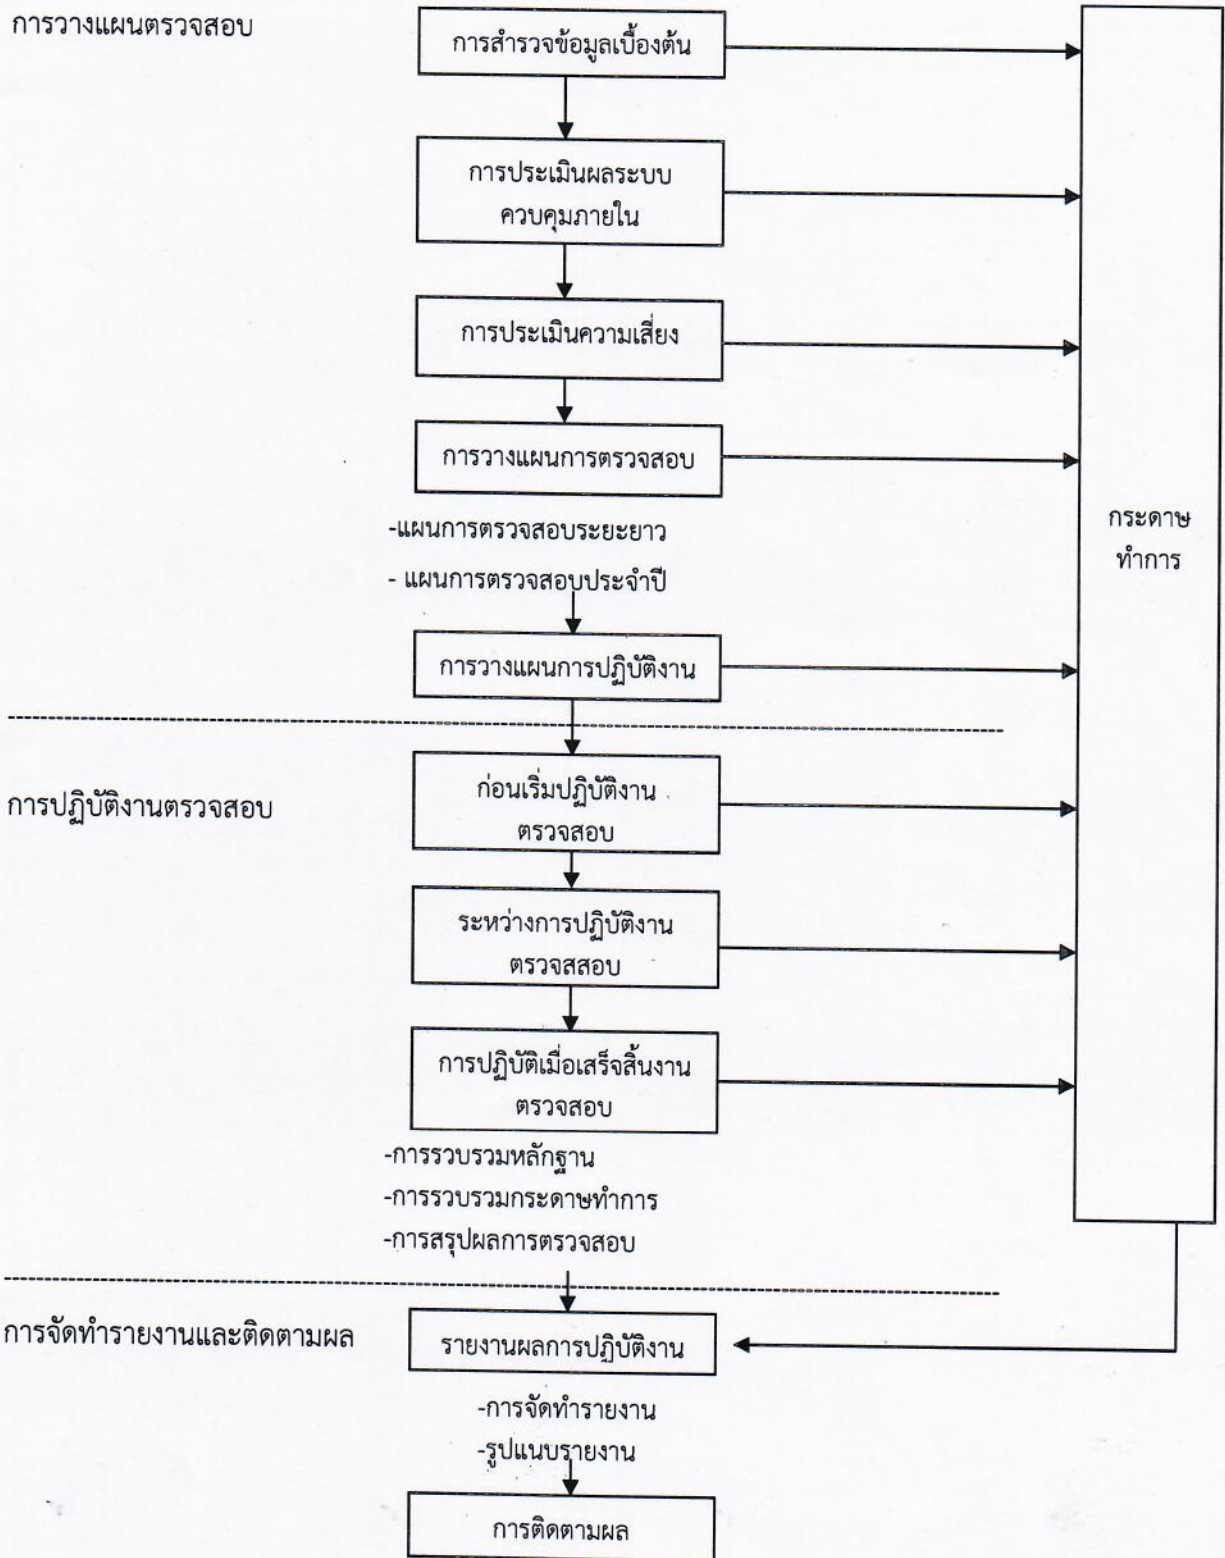 การวางแผนตรวจสอบ
การสำรวจข้อมูลเบื้องต้น
การประเมินผลระบบ
ควบคุมภายใน
การประเมินความเสี่ยง
การวางแผนการตรวจสอบ
-แผนการตรวจสอบระยะยาว
- แผนการตรวจสอบประจำปี
กระดาษ
ทำการ
การวางแผนการปฏิบัติงาน
การปฏิบัติงานตรวจสอบ
ก่อนเริ่มปฏิบัติงาน
ตรวจสอบ
ระหว่างการปฏิบัติงาน
ตรวจสสอบ
การปฏิบัติเมื่อเสร็จสิ้นงาน
ตรวจสอบ
-การรวบรวมหลักฐาน
-การรวบรวมกระดาษทำการ
-การสรุปผลการตรวจสอบ
การจัดทำรายงานและติดตามผล
รายงานผลการปฏิบัติงาน
-การจัดทำรายงาน
-รูปแนบรายงาน
การติดตามผล